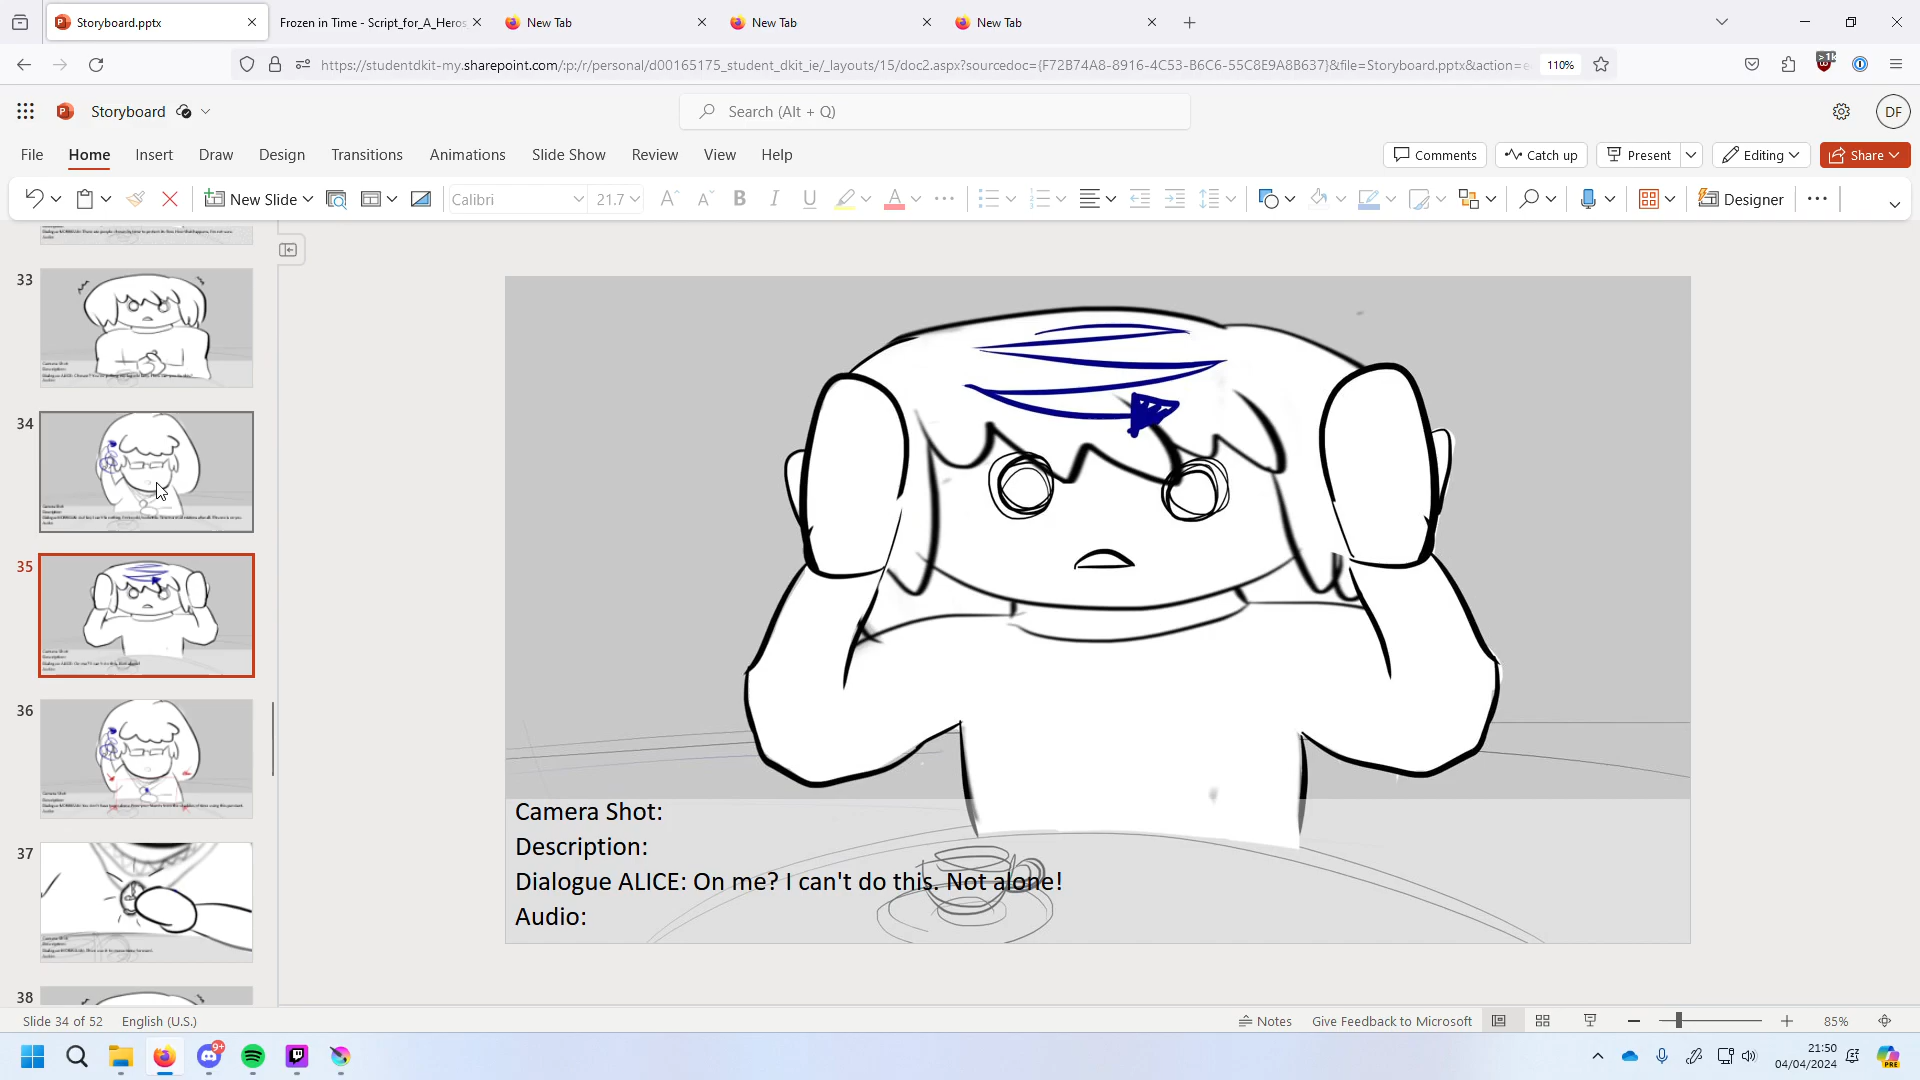 Storyboard.pptx
Frozen in Time - Script_for_A_Heros
New Tab
New Tab
New Tab
https://studentdkit-my.sharepoint.com/:p:/r/personal/d00165175_student_dkit_ie/_layouts/15/doc2.aspx?sourcedoc={F72B74A8-8916-4C53-B6C6-55C8E9A8B637}&file=Storyboard.pptx&action=e
110%
>1k
Storyboard
Search (Alt + Q)
DF
File Home Insert Draw Design Transitions Animations Slide Show Review View Help
Comments Catch up Present Editing Share
New Slide Calibri 21.7 B I U A Designer
33
34
35
36
37
38
Camera Shot:
Description:
Dialogue ALICE: On me? I can't do this. Not alone!
Audio:
Slide 34 of 52 English (U.S.) Notes Give Feedback to Microsoft 85%
9+
PRE
21:50
04/04/2024